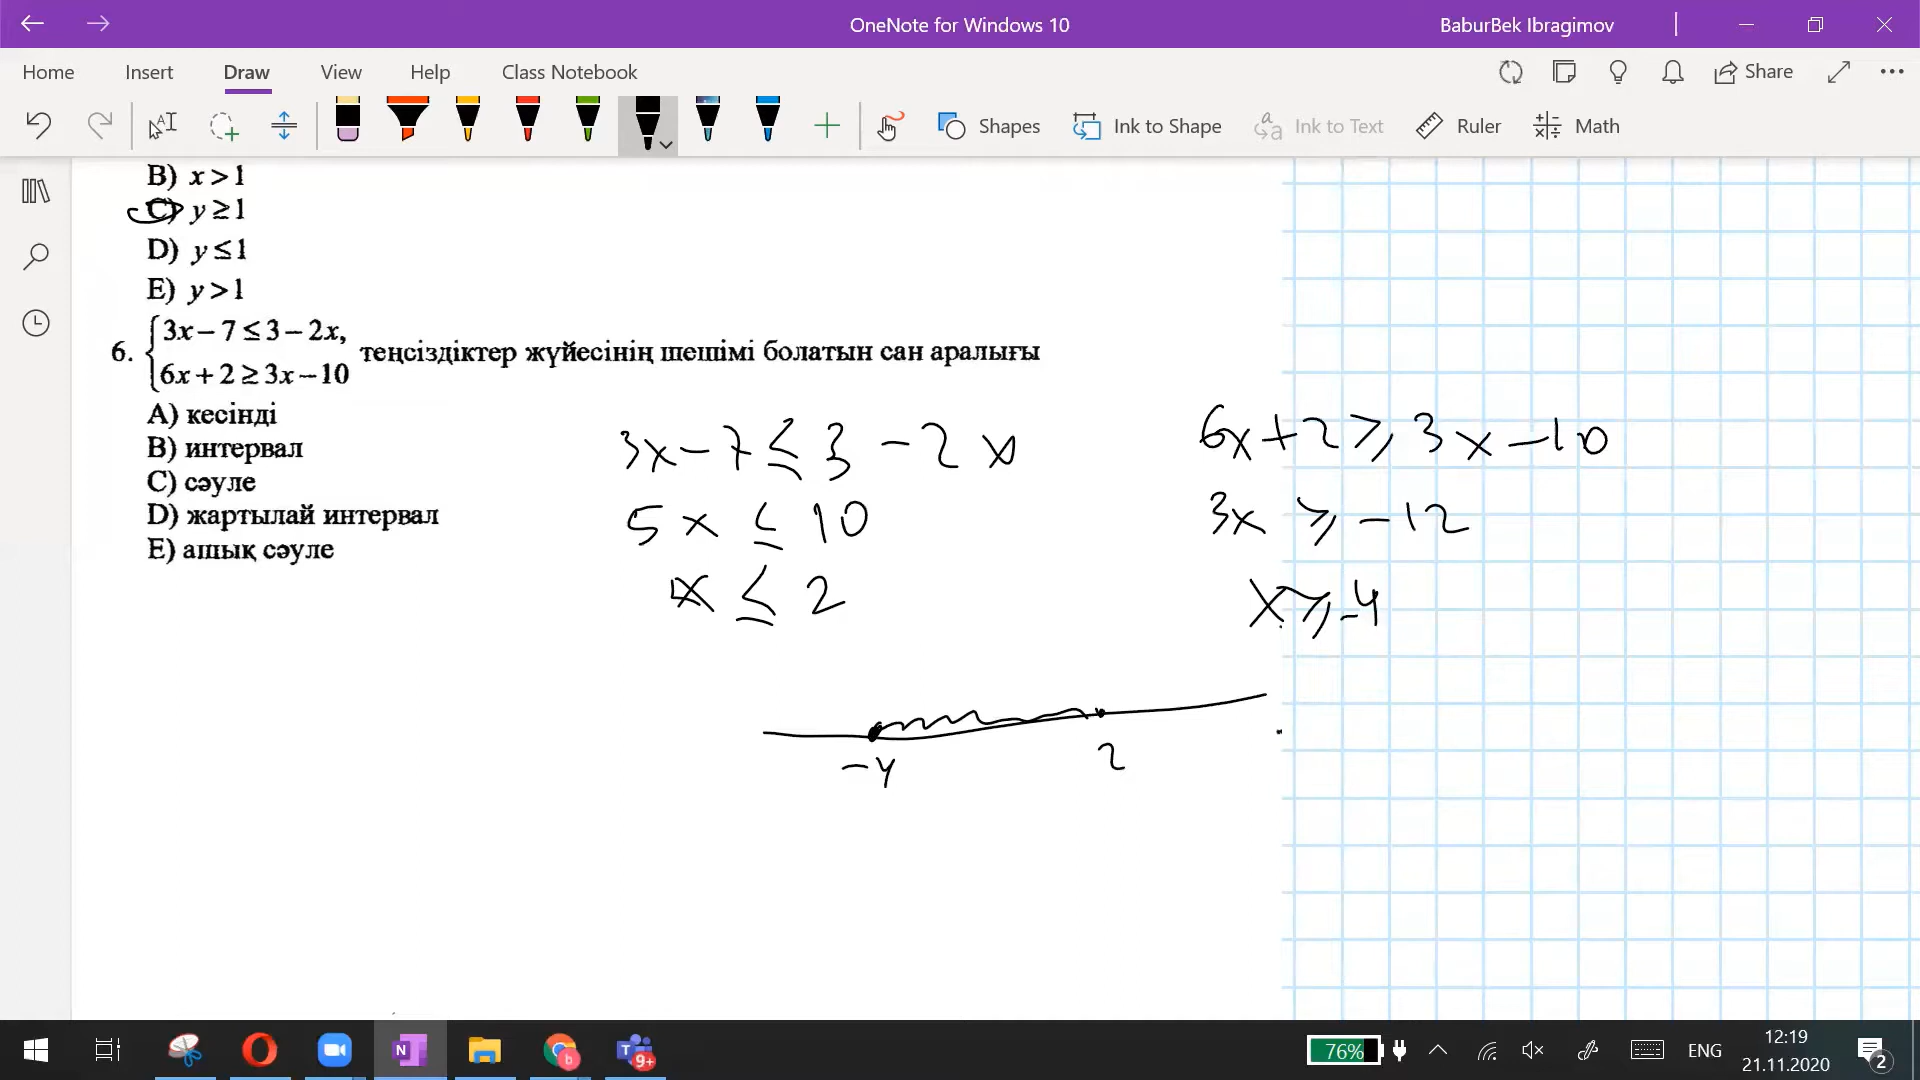 OneNote for Windows 10
BaburBek Ibragimov
Home Insert Draw View Help Class Notebook
Share
Shapes Ink to Shape Ink to Text Ruler Math
B) x > 1
C) y ≥ 1
D) y ≤ 1
E) y > 1
6. { 3x – 7 ≤ 3 – 2x,
6x + 2 ≥ 3x – 10 теңсіздіктер жүйесінің шешімі болатын сан аралығы
A) кесінді
B) интервал
C) сәуле
D) жартылай интервал
E) ашық сәуле
3x – 7 ≤ 3 – 2x
5x ≤ 10
x ≤ 2
6x + 2 ≥ 3x – 10
3x ≥ –12
x ≥ –4
–4 2
76%
ENG
12:19
21.11.2020
2
N
b
9+